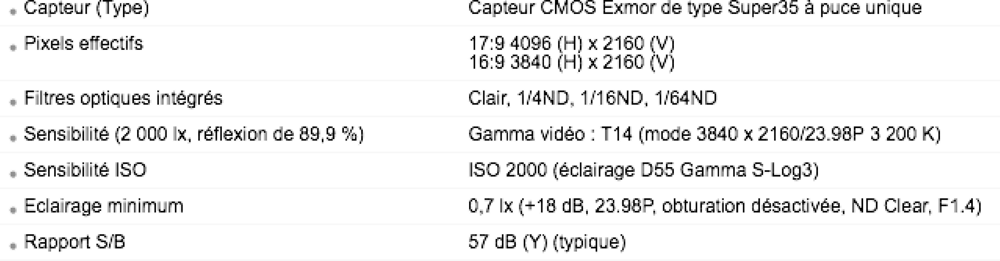 Capteur (Type) Capteur CMOS Exmor de type Super35 à puce unique
Pixels effectifs 17:9 4096 (H) x 2160 (V)
16:9 3840 (H) x 2160 (V)
Filtres optiques intégrés Clair, 1/4ND, 1/16ND, 1/64ND
Sensibilité (2 000 lx, réflexion de 89,9 %) Gamma vidéo : T14 (mode 3840 x 2160/23.98P 3 200 K)
Sensibilité ISO ISO 2000 (éclairage D55 Gamma S-Log3)
Eclairage minimum 0,7 lx (+18 dB, 23.98P, obturation désactivée, ND Clear, F1.4)
Rapport S/B 57 dB (Y) (typique)